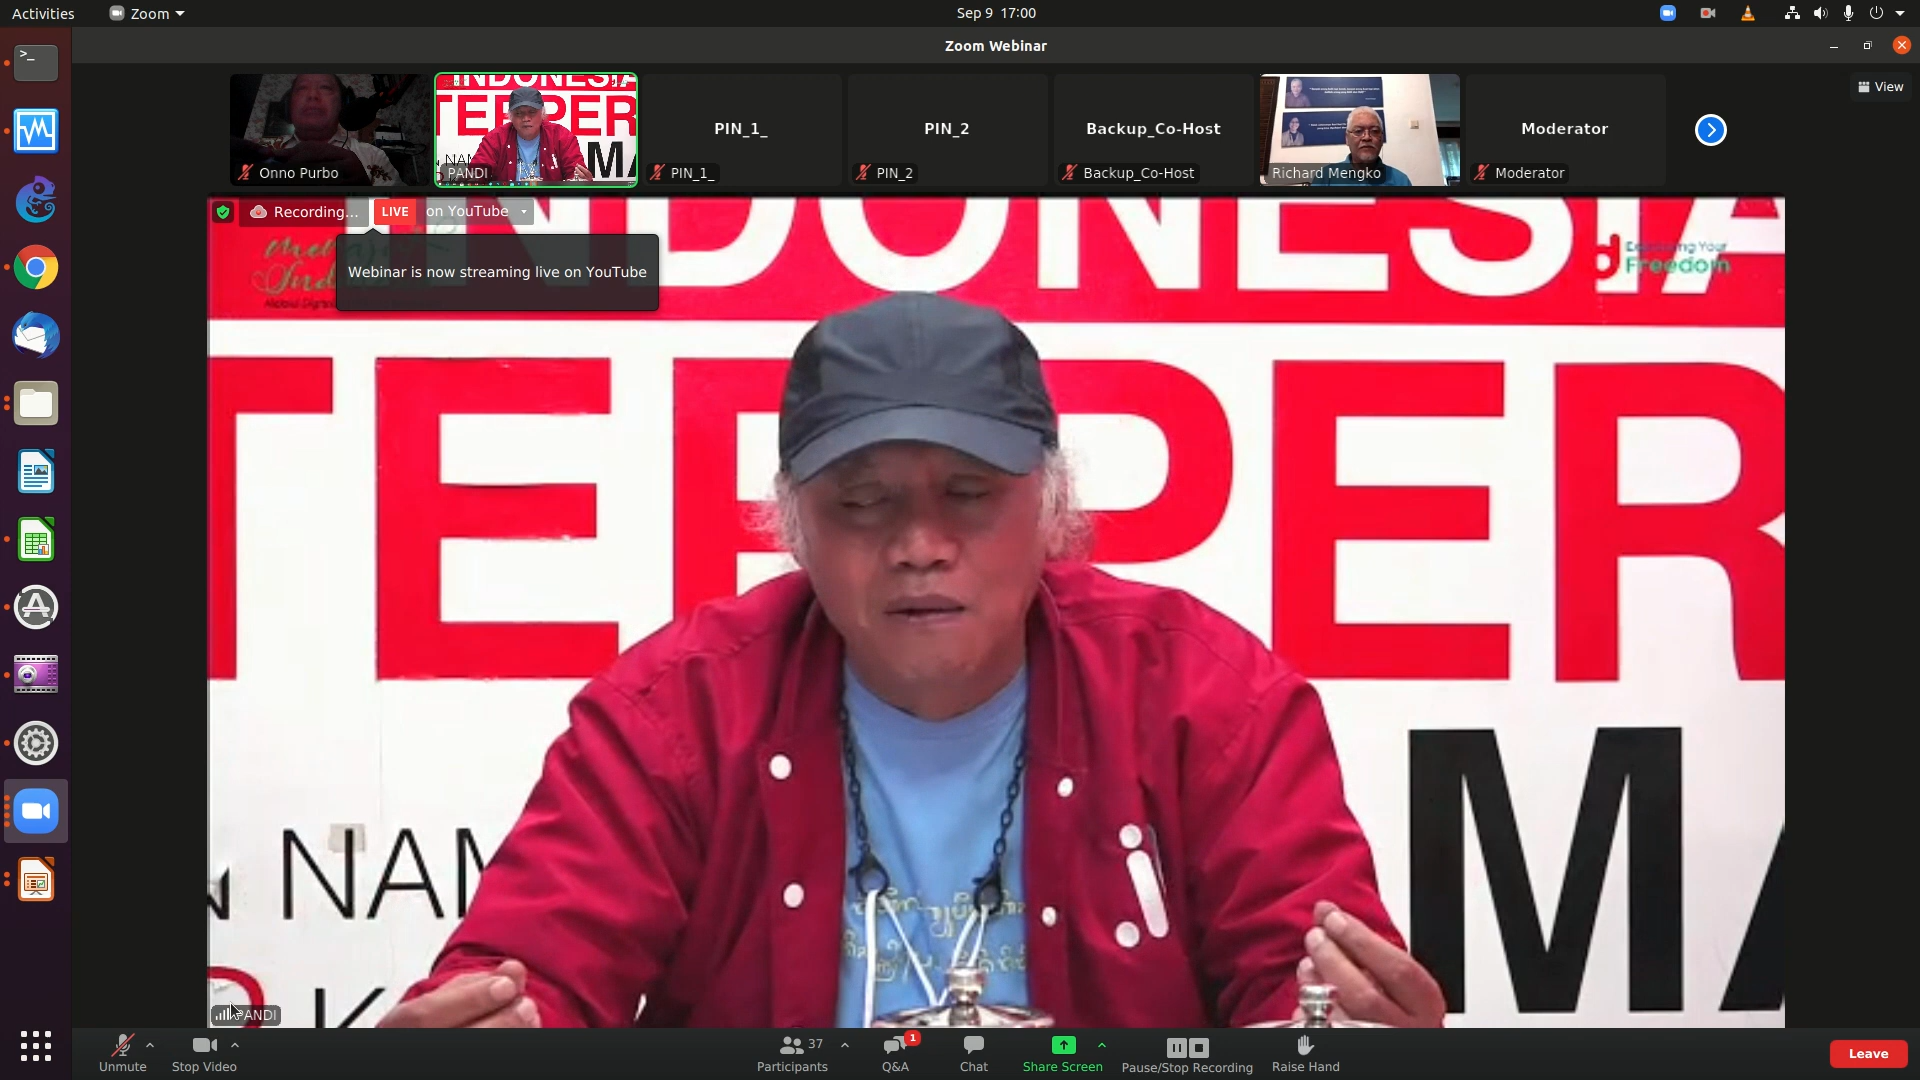 Activities
Zoom
Sep 9 17:00
Zoom Webinar
View
PIN_1_
PIN_2
Backup_Co-Host
Moderator
Onno Purbo
PANDI
PIN_1_
PIN_2
Backup_Co-Host
Richard Mengko
Moderator
Recording...
LIVE on YouTube
Webinar is now streaming live on YouTube
INDONESIA
Your
Freedom
TEPPER
NAM
MA
K
PANDI
Unmute
Stop Video
Participants 37
Q&A 1
Chat
Share Screen
Pause/Stop Recording
Raise Hand
Leave